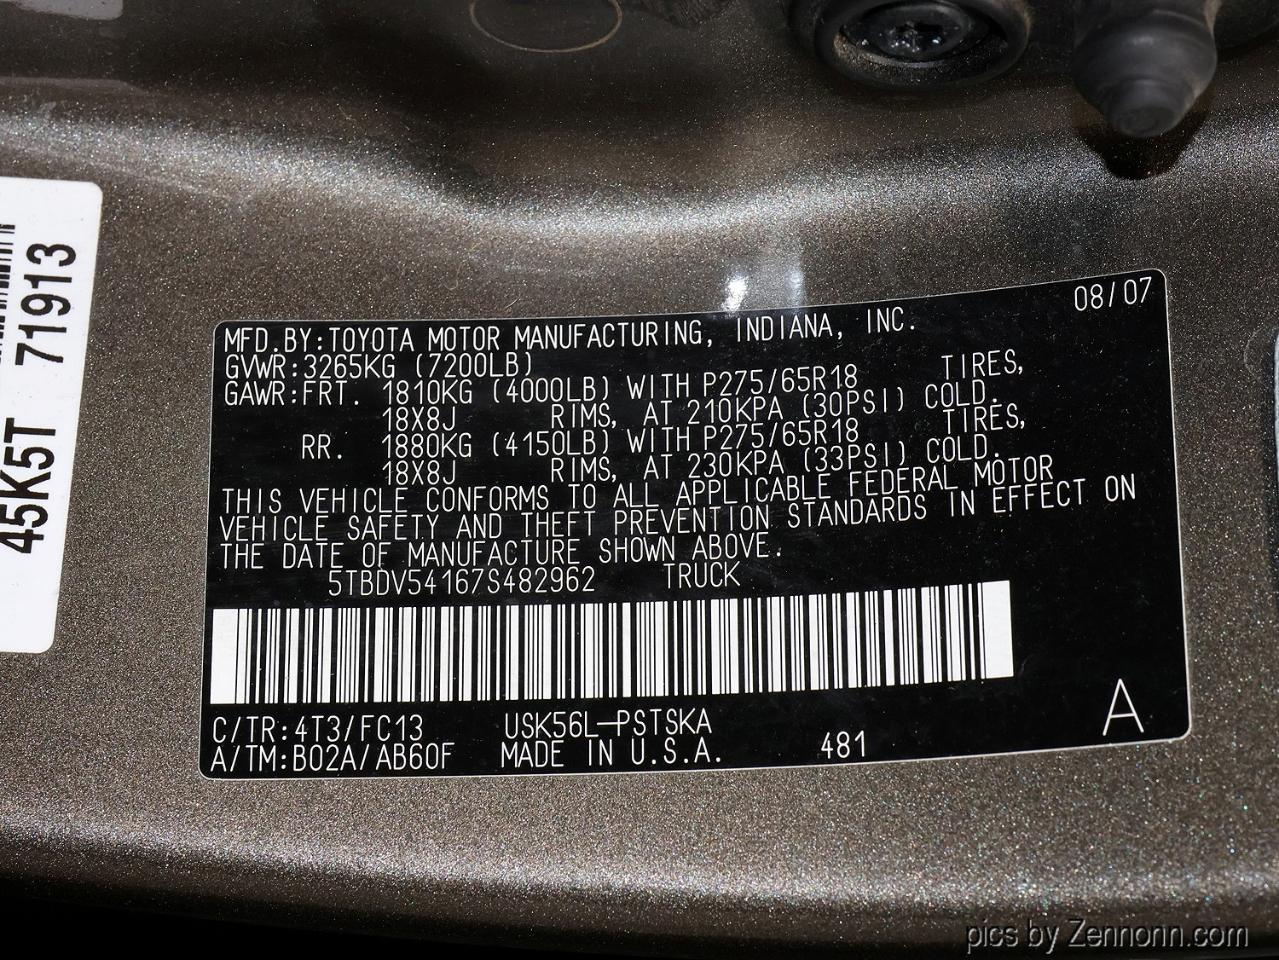 45K5T 71913
08/07
MFD.BY:TOYOTA MOTOR MANUFACTURING, INDIANA, INC.
GVWR:3265KG (7200LB)
GAWR:FRT. 1810KG (4000LB) WITH P275/65R18 TIRES,
18X8J RIMS, AT 210KPA (30PSI) COLD.
RR. 1880KG (4150LB) WITH P275/65R18 TIRES,
18X8J RIMS, AT 230KPA (33PSI) COLD.
THIS VEHICLE CONFORMS TO ALL APPLICABLE FEDERAL MOTOR
VEHICLE SAFETY AND THEFT PREVENTION STANDARDS IN EFFECT ON
THE DATE OF MANUFACTURE SHOWN ABOVE.
5TBDV54167S482962 TRUCK
C/TR:4T3/FC13 USK56L-PSTSKA
A/TM:B02A/AB60F MADE IN U.S.A. 481 A
pics by Zennonn.com